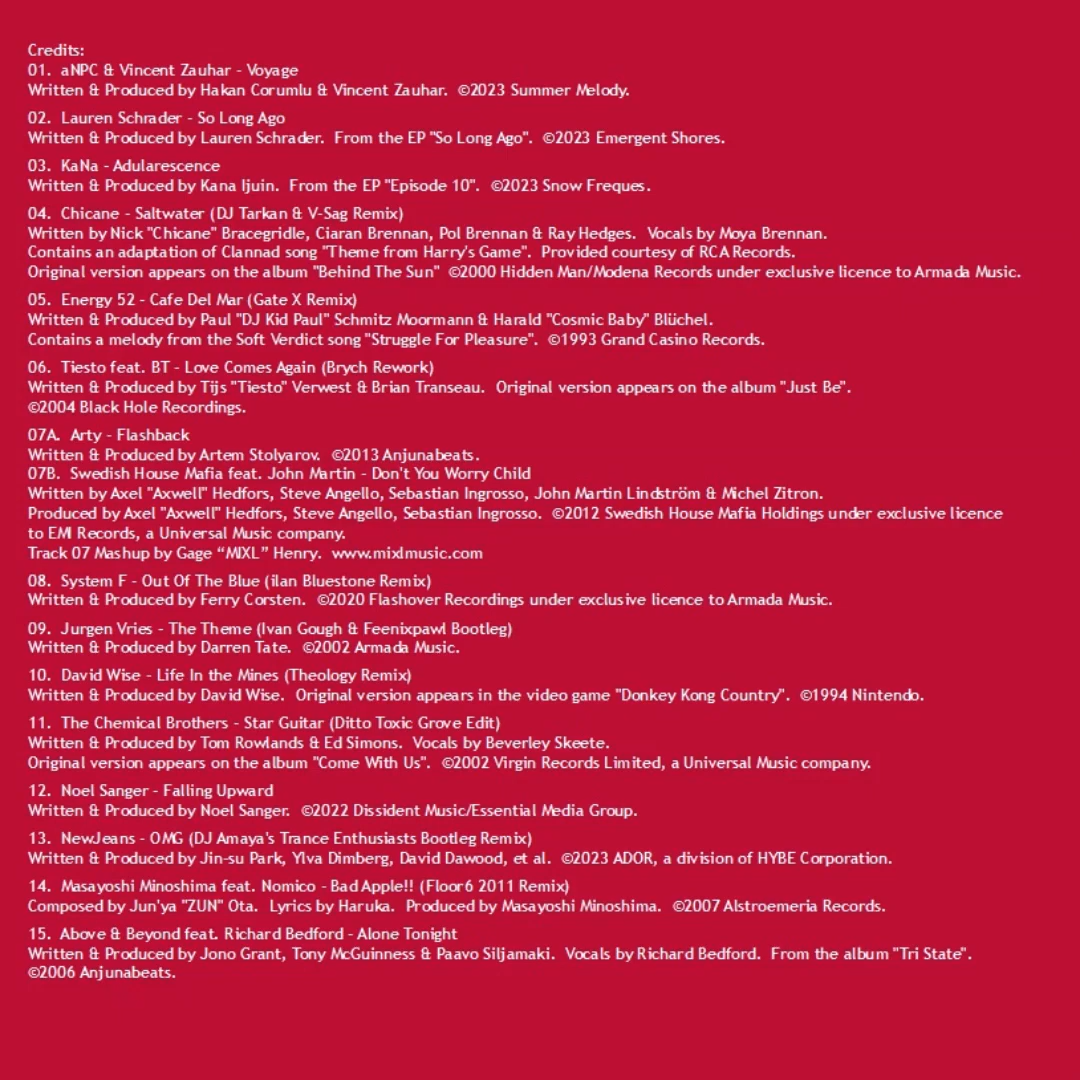 Credits:
01.  aNPC & Vincent Zauhar - Voyage
Written & Produced by Hakan Corumlu & Vincent Zauhar.  ©2023 Summer Melody.
02.  Lauren Schrader - So Long Ago
Written & Produced by Lauren Schrader.  From the EP "So Long Ago".  ©2023 Emergent Shores.
03.  KaNa - Adularescence
Written & Produced by Kana Ijuin.  From the EP "Episode 10".  ©2023 Snow Freques.
04.  Chicane - Saltwater (DJ Tarkan & V-Sag Remix)
Written by Nick "Chicane" Bracegridle, Ciaran Brennan, Pol Brennan & Ray Hedges.  Vocals by Moya Brennan.
Contains an adaptation of Clannad song "Theme from Harry's Game".  Provided courtesy of RCA Records.
Original version appears on the album "Behind The Sun"  ©2000 Hidden Man/Modena Records under exclusive licence to Armada Music.
05.  Energy 52 - Cafe Del Mar (Gate X Remix)
Written & Produced by Paul "DJ Kid Paul" Schmitz Moormann & Harald "Cosmic Baby" Blüchel.
Contains a melody from the Soft Verdict song "Struggle For Pleasure".  ©1993 Grand Casino Records.
06.  Tiesto feat. BT - Love Comes Again (Brych Rework)
Written & Produced by Tijs "Tiesto" Verwest & Brian Transeau.  Original version appears on the album "Just Be".
©2004 Black Hole Recordings.
07A.  Arty - Flashback
Written & Produced by Artem Stolyarov.  ©2013 Anjunabeats.
07B.  Swedish House Mafia feat. John Martin - Don't You Worry Child
Written by Axel "Axwell" Hedfors, Steve Angello, Sebastian Ingrosso, John Martin Lindström & Michel Zitron.
Produced by Axel "Axwell" Hedfors, Steve Angello, Sebastian Ingrosso.  ©2012 Swedish House Mafia Holdings under exclusive licence
to EMI Records, a Universal Music company.
Track 07 Mashup by Gage “MIXL” Henry.  www.mixlmusic.com
08.  System F - Out Of The Blue (ilan Bluestone Remix)
Written & Produced by Ferry Corsten.  ©2020 Flashover Recordings under exclusive licence to Armada Music.
09.  Jurgen Vries - The Theme (Ivan Gough & Feenixpawl Bootleg)
Written & Produced by Darren Tate.  ©2002 Armada Music.
10.  David Wise - Life In the Mines (Theology Remix)
Written & Produced by David Wise.  Original version appears in the video game "Donkey Kong Country".  ©1994 Nintendo.
11.  The Chemical Brothers - Star Guitar (Ditto Toxic Grove Edit)
Written & Produced by Tom Rowlands & Ed Simons.  Vocals by Beverley Skeete.
Original version appears on the album "Come With Us".  ©2002 Virgin Records Limited, a Universal Music company.
12.  Noel Sanger - Falling Upward
Written & Produced by Noel Sanger.  ©2022 Dissident Music/Essential Media Group.
13.  NewJeans - OMG (DJ Amaya's Trance Enthusiasts Bootleg Remix)
Written & Produced by Jin-su Park, Ylva Dimberg, David Dawood, et al.  ©2023 ADOR, a division of HYBE Corporation.
14.  Masayoshi Minoshima feat. Nomico - Bad Apple!! (Floor6 2011 Remix)
Composed by Jun'ya "ZUN" Ota.  Lyrics by Haruka.  Produced by Masayoshi Minoshima.  ©2007 Alstroemeria Records.
15.  Above & Beyond feat. Richard Bedford - Alone Tonight
Written & Produced by Jono Grant, Tony McGuinness & Paavo Siljamaki.  Vocals by Richard Bedford.  From the album "Tri State".
©2006 Anjunabeats.